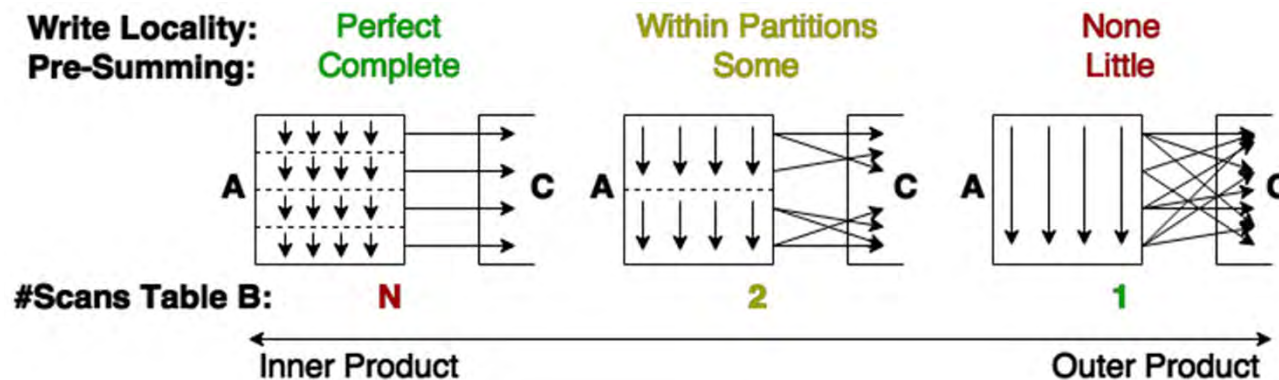 Write Locality: Perfect Within Partitions None
Pre-Summing: Complete Some Little
A C A C A C
#Scans Table B: N 2 1
Inner Product Outer Product